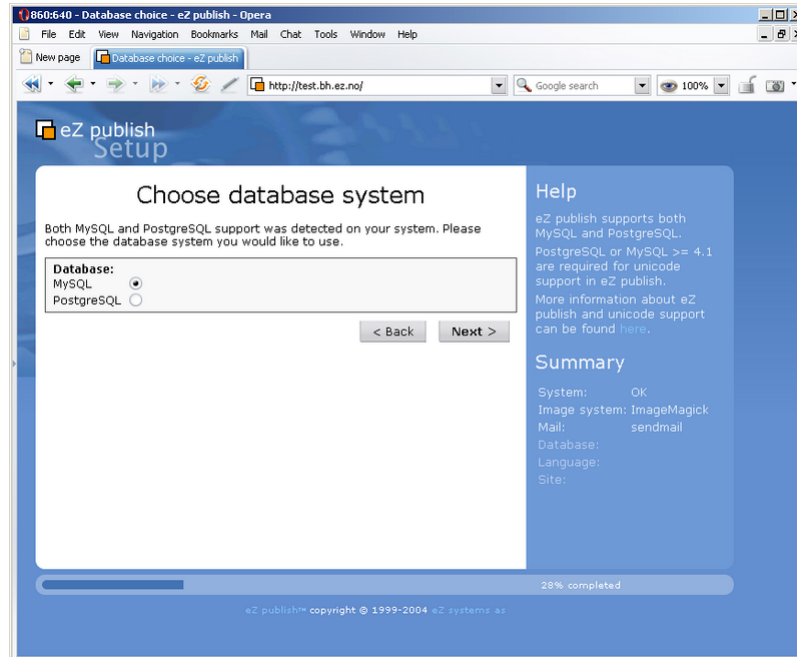 860:640 - Database choice - eZ publish - Opera
File Edit View Navigation Bookmarks Mail Chat Tools Window Help
New page Database choice - eZ publish
http://test.bh.ez.no/ Google search 100%
eZ publish
Setup
Choose database system
Both MySQL and PostgreSQL support was detected on your system. Please
choose the database system you would like to use.
Database:
MySQL
PostgreSQL
< Back Next >
Help
eZ publish supports both
MySQL and PostgreSQL.
PostgreSQL or MySQL >= 4.1
are required for unicode
support in eZ publish.
More information about eZ
publish and unicode support
can be found here.
Summary
System: OK
Image system: ImageMagick
Mail: sendmail
Database:
Language:
Site:
28% completed
eZ publish™ copyright © 1999-2004 eZ systems as